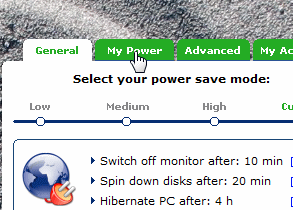 General My Power Advanced My Ac
Select your power save mode:
Low Medium High Cu
Switch off monitor after: 10 min
Spin down disks after: 20 min
Hibernate PC after: 4 h